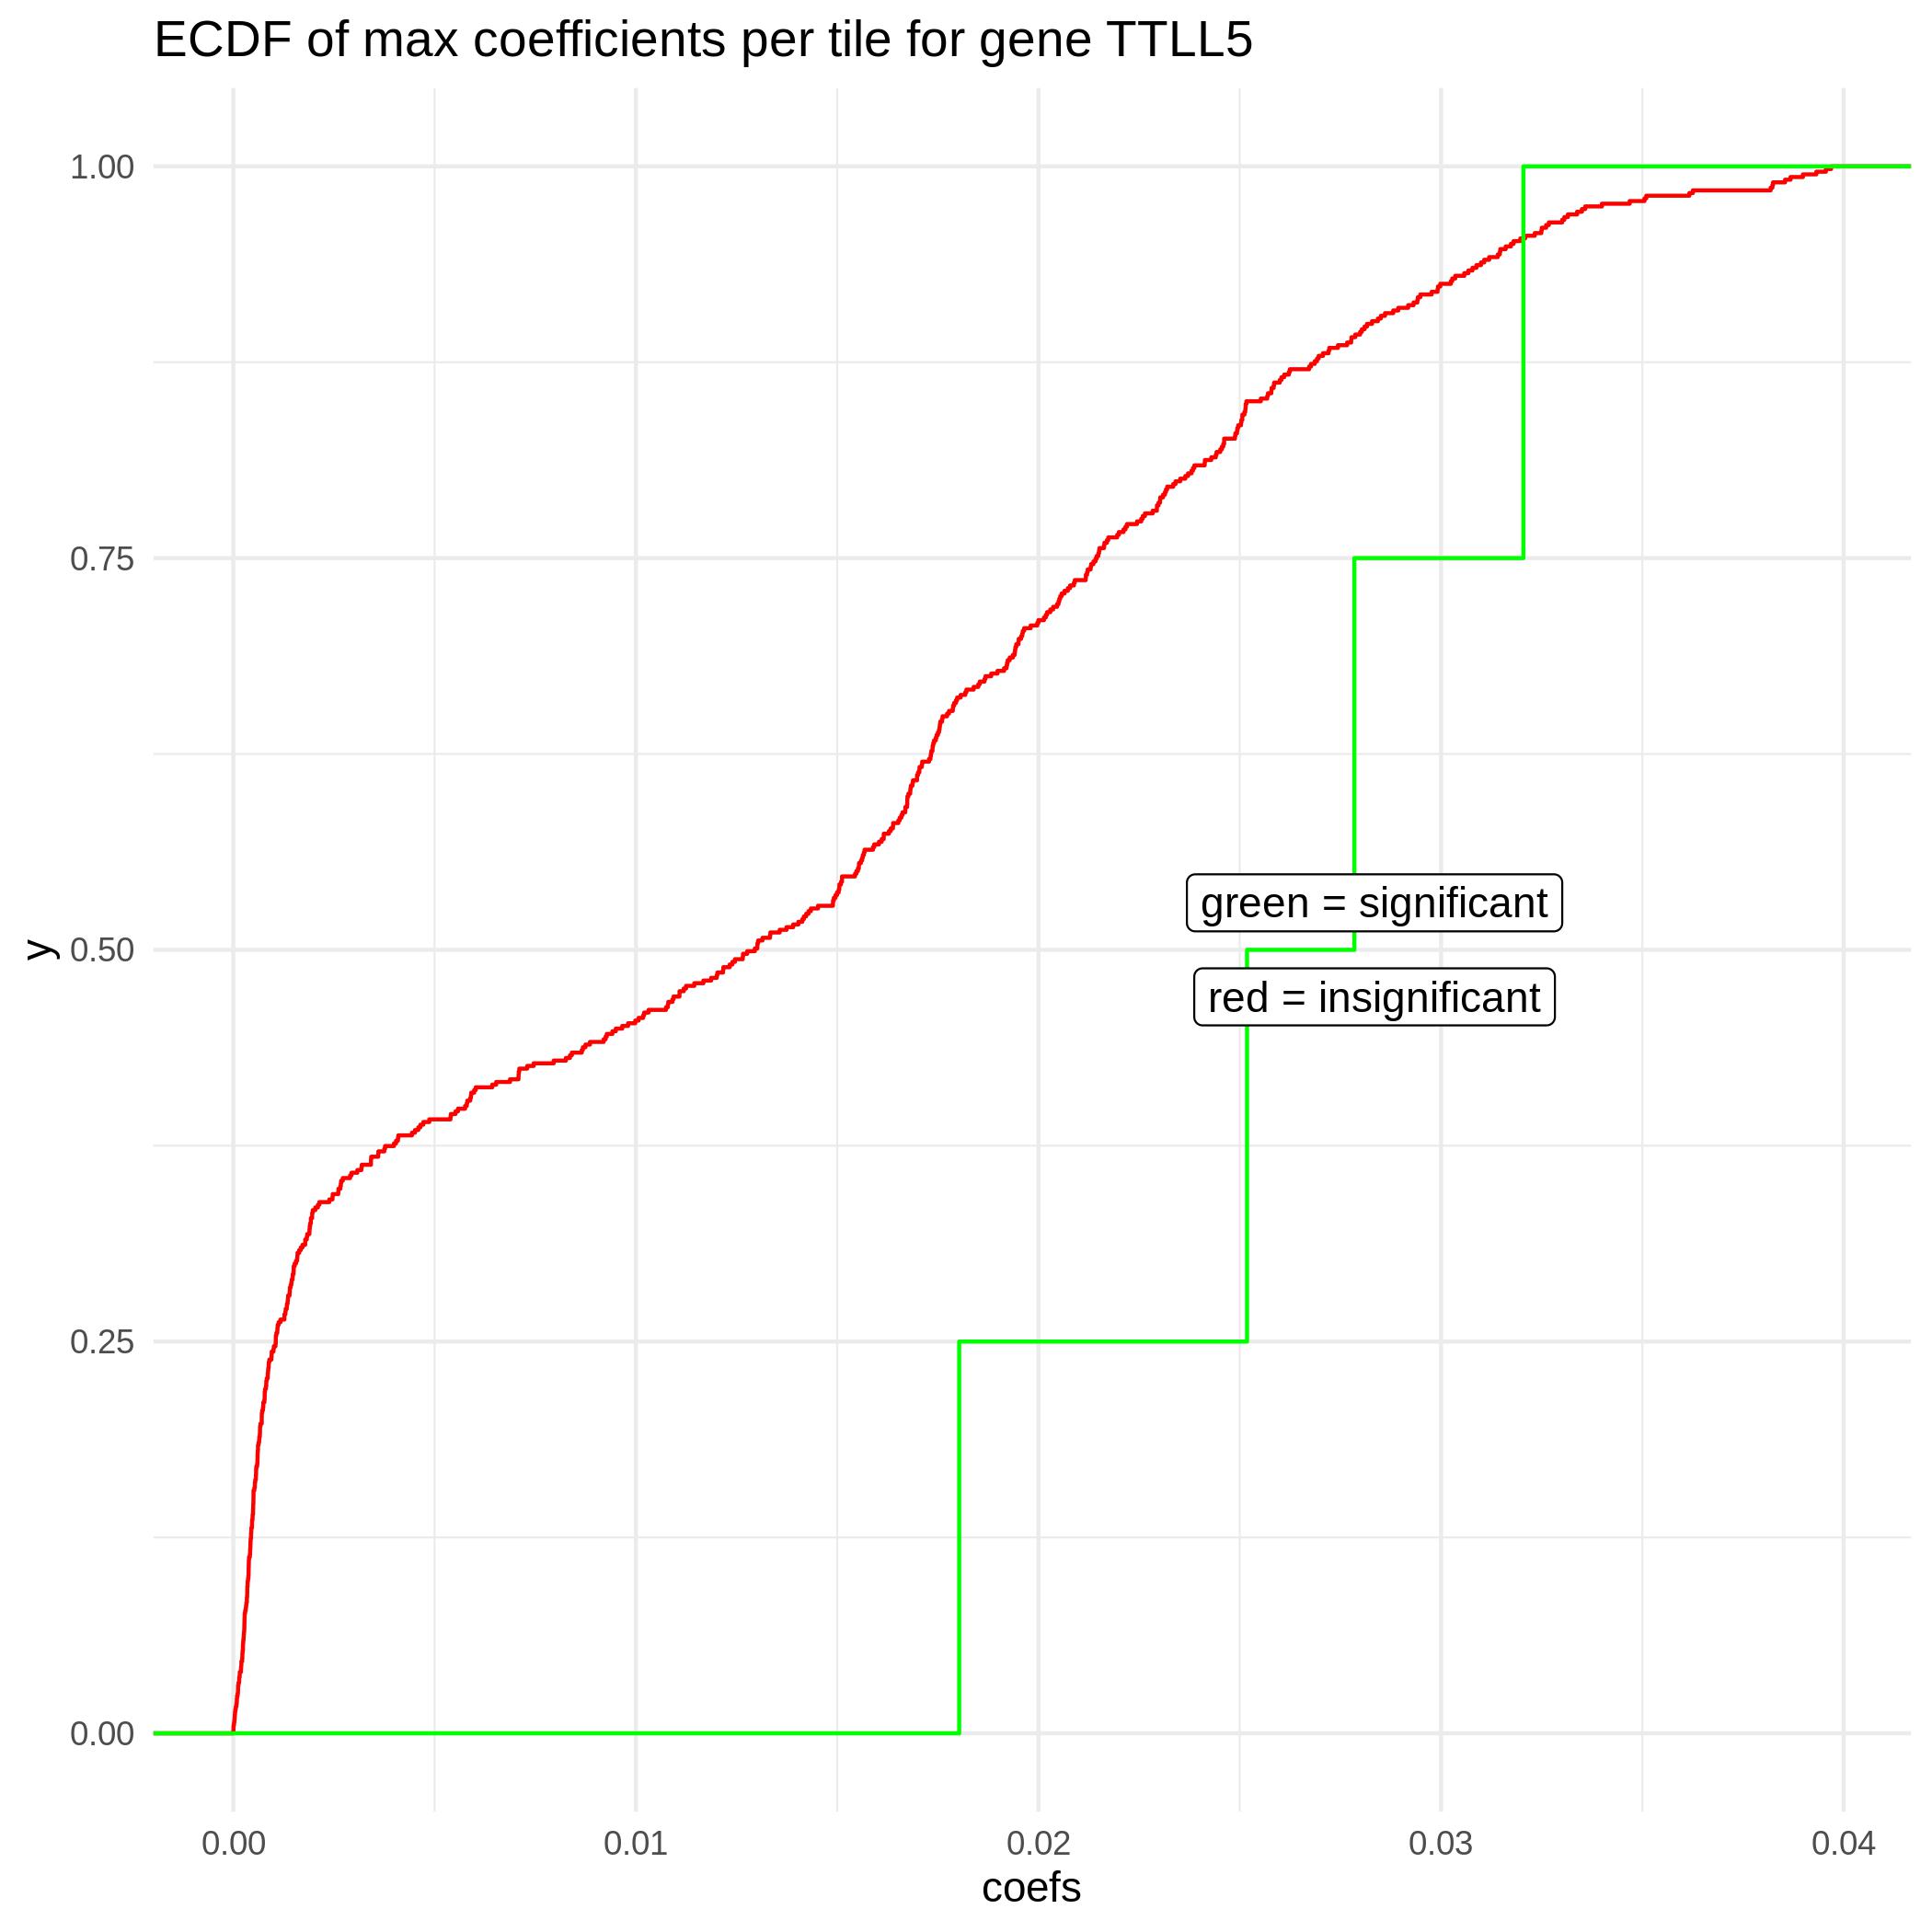 ECDF of max coefficients per tile for gene TTLL5
1.00
0.75
0.50
0.25
0.00
y
green = significant
red = insignificant
0.00 0.01 0.02 0.03 0.04
coefs